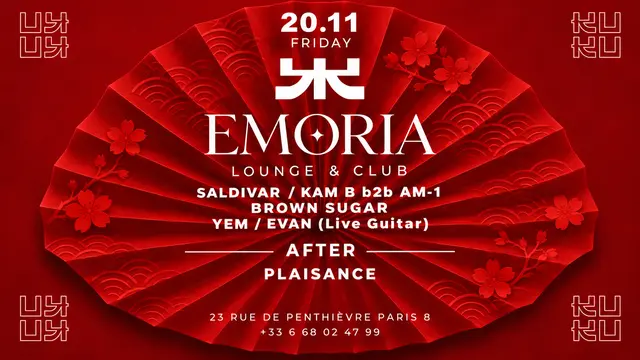 20.11
FRIDAY
EMORIA
LOUNGE & CLUB
SALDIVAR / KAM B b2b AM-1
BROWN SUGAR
YEM / EVAN (Live Guitar)
AFTER
PLAISANCE
23 RUE DE PENTHIÈVRE PARIS 8
+33 6 68 02 47 99